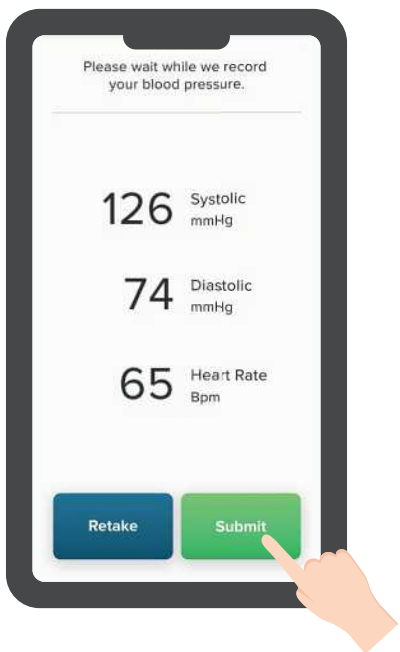 Please wait while we record
your blood pressure.
126 Systolic
mmHg
74 Diastolic
mmHg
65 Heart Rate
Bpm
Retake Submit